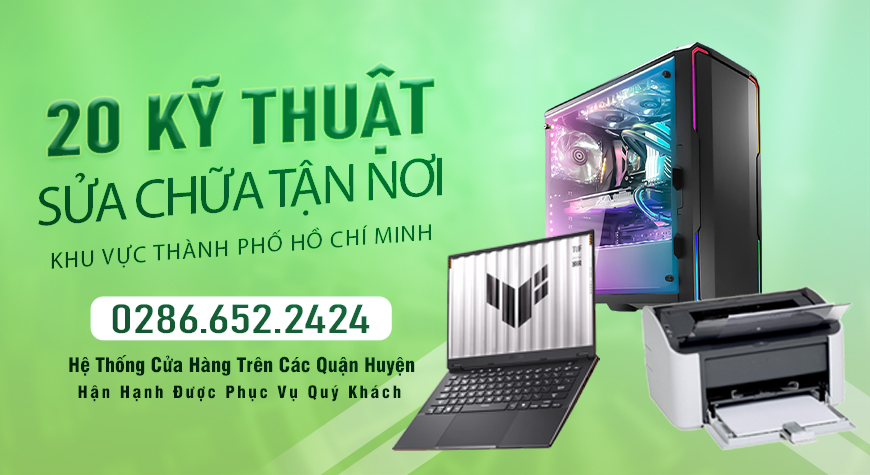 20 KỸ THUẬT
SỬA CHỮA TẬN NƠI
KHU VỰC THÀNH PHỐ HỒ CHÍ MINH
0286.652.2424
Hệ Thống Cửa Hàng Trên Các Quận Huyện
Hận Hạnh Được Phục Vụ Quý Khách